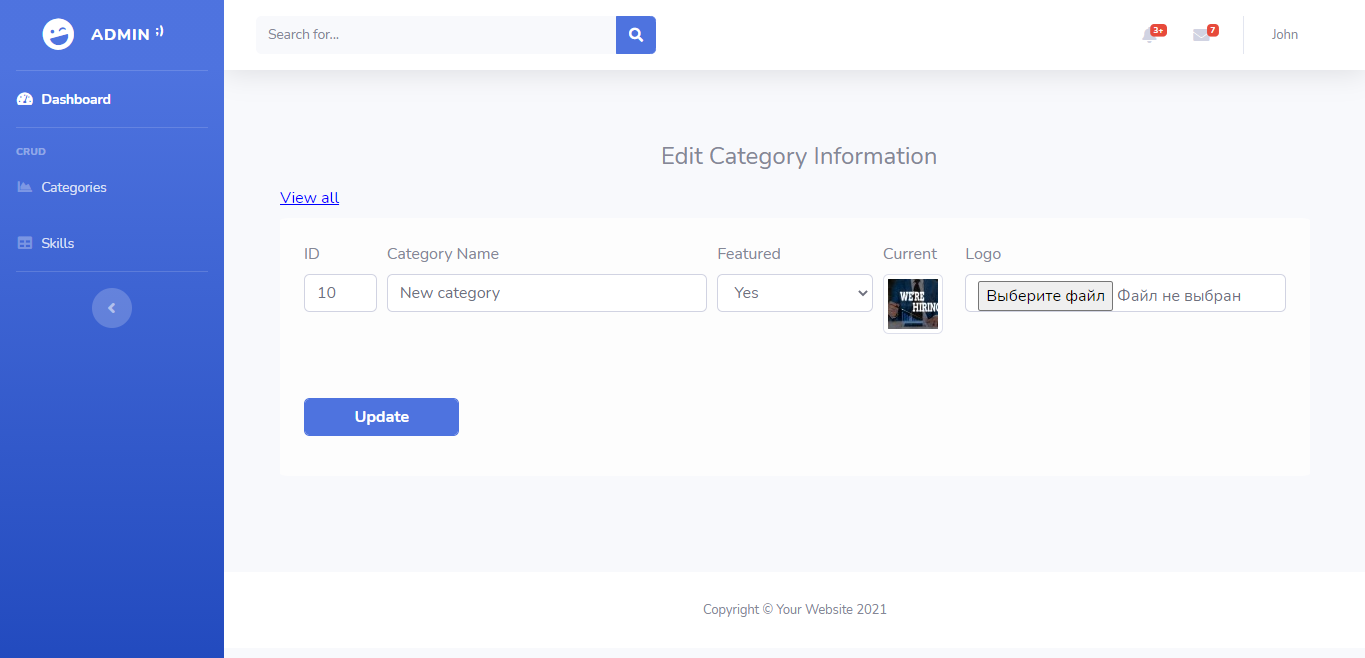 ADMIN ;)
Search for...
3+
7
John
Dashboard
CRUD
Categories
Skills
Edit Category Information
View all
ID Category Name Featured Current Logo
10 New category Yes Выберите файл Файл не выбран
WE'RE
HIRING
Update
Copyright © Your Website 2021